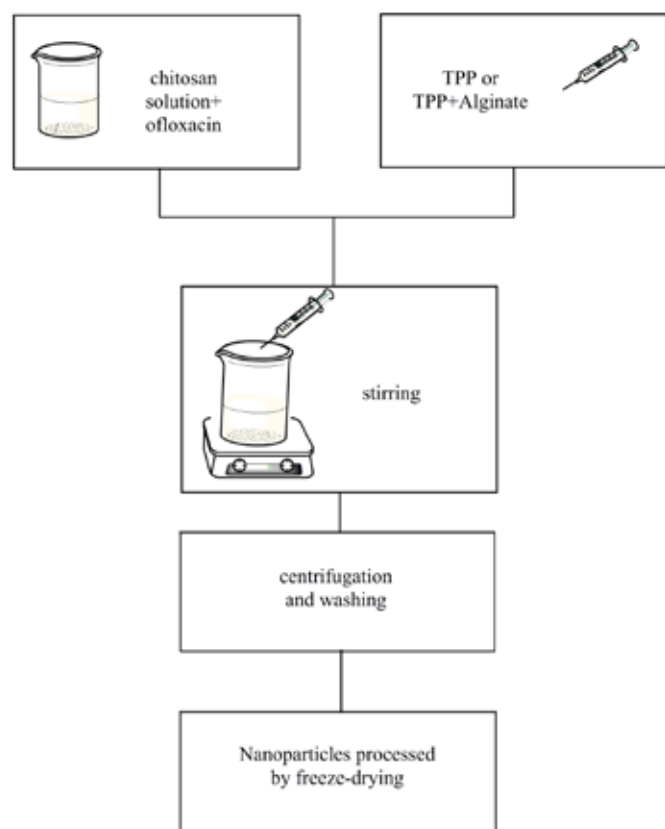 chitosan
solution+
ofloxacin
TPP or
TPP+Alginate
stirring
centrifugation
and washing
Nanoparticles processed
by freeze-drying